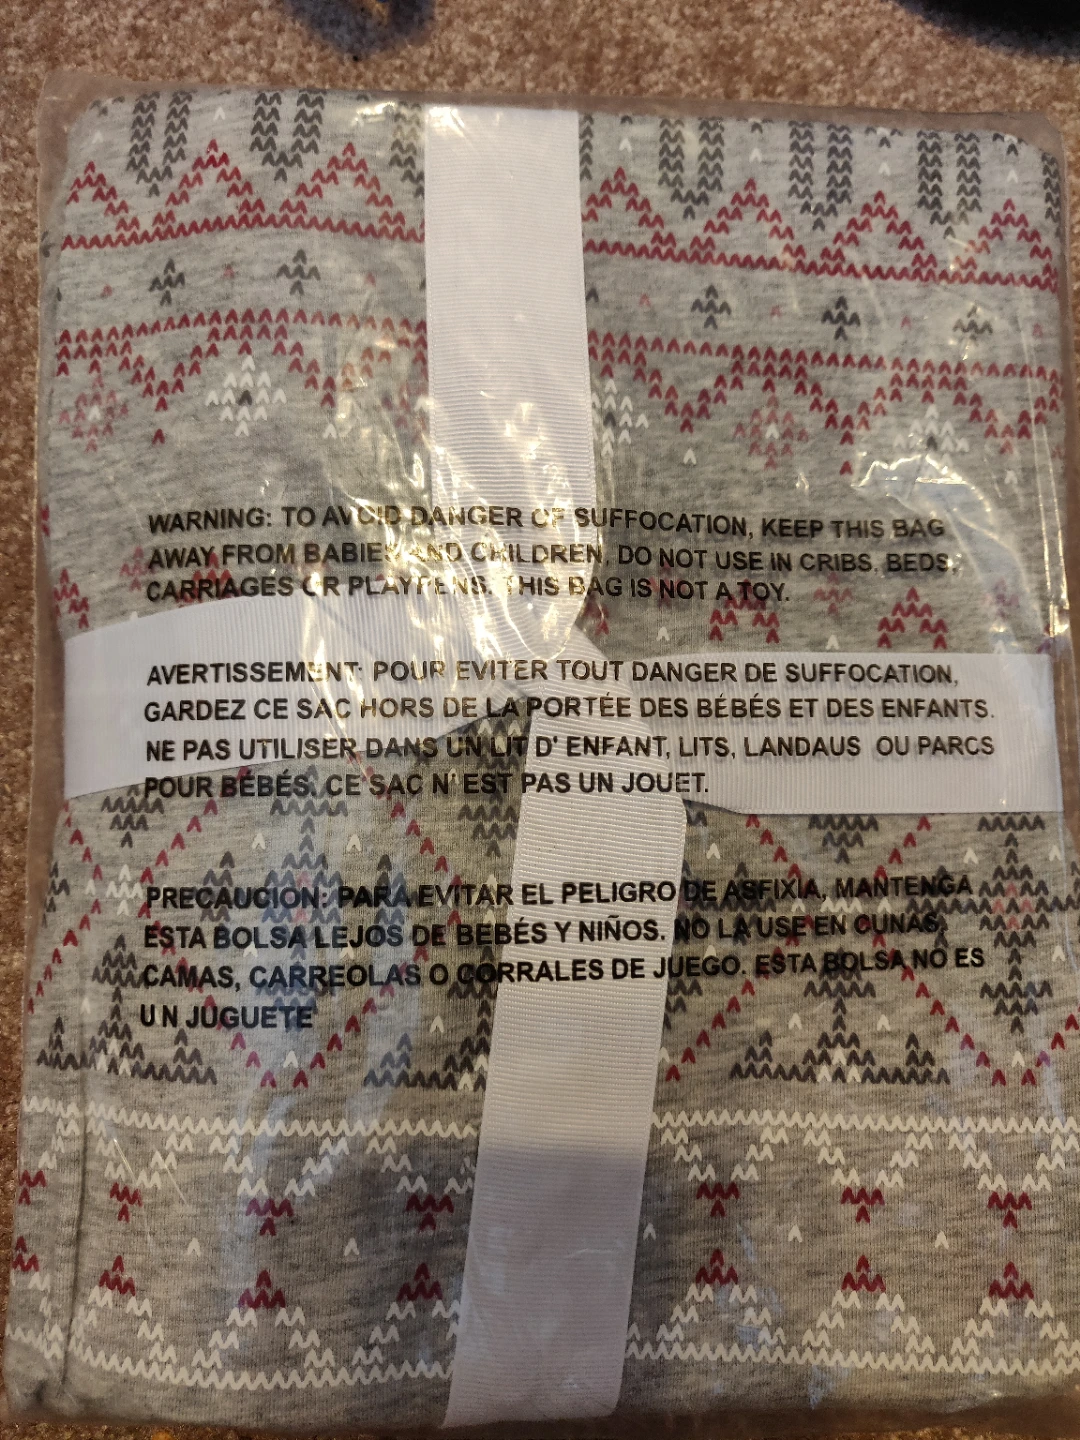 WARNING: TO AVOID DANGER OF SUFFOCATION, KEEP THIS BAG
AWAY FROM BABIES AND CHILDREN. DO NOT USE IN CRIBS. BEDS,
CARRIAGES OR PLAYPENS. THIS BAG IS NOT A TOY.
AVERTISSEMENT: POUR EVITER TOUT DANGER DE SUFFOCATION,
GARDEZ CE SAC HORS DE LA PORTÉE DES BÉBÉS ET DES ENFANTS.
NE PAS UTILISER DANS UN LIT D' ENFANT, LITS, LANDAUS OU PARCS
POUR BÉBÉS. CE SAC N' EST PAS UN JOUET.
PRECAUCION: PARA EVITAR EL PELIGRO DE ASFIXIA, MANTENGA
ESTA BOLSA LEJOS DE BEBÉS Y NIÑOS. NO LA USE EN CUNAS,
CAMAS, CARREOLAS O CORRALES DE JUEGO. ESTA BOLSA NO ES
UN JUGUETE